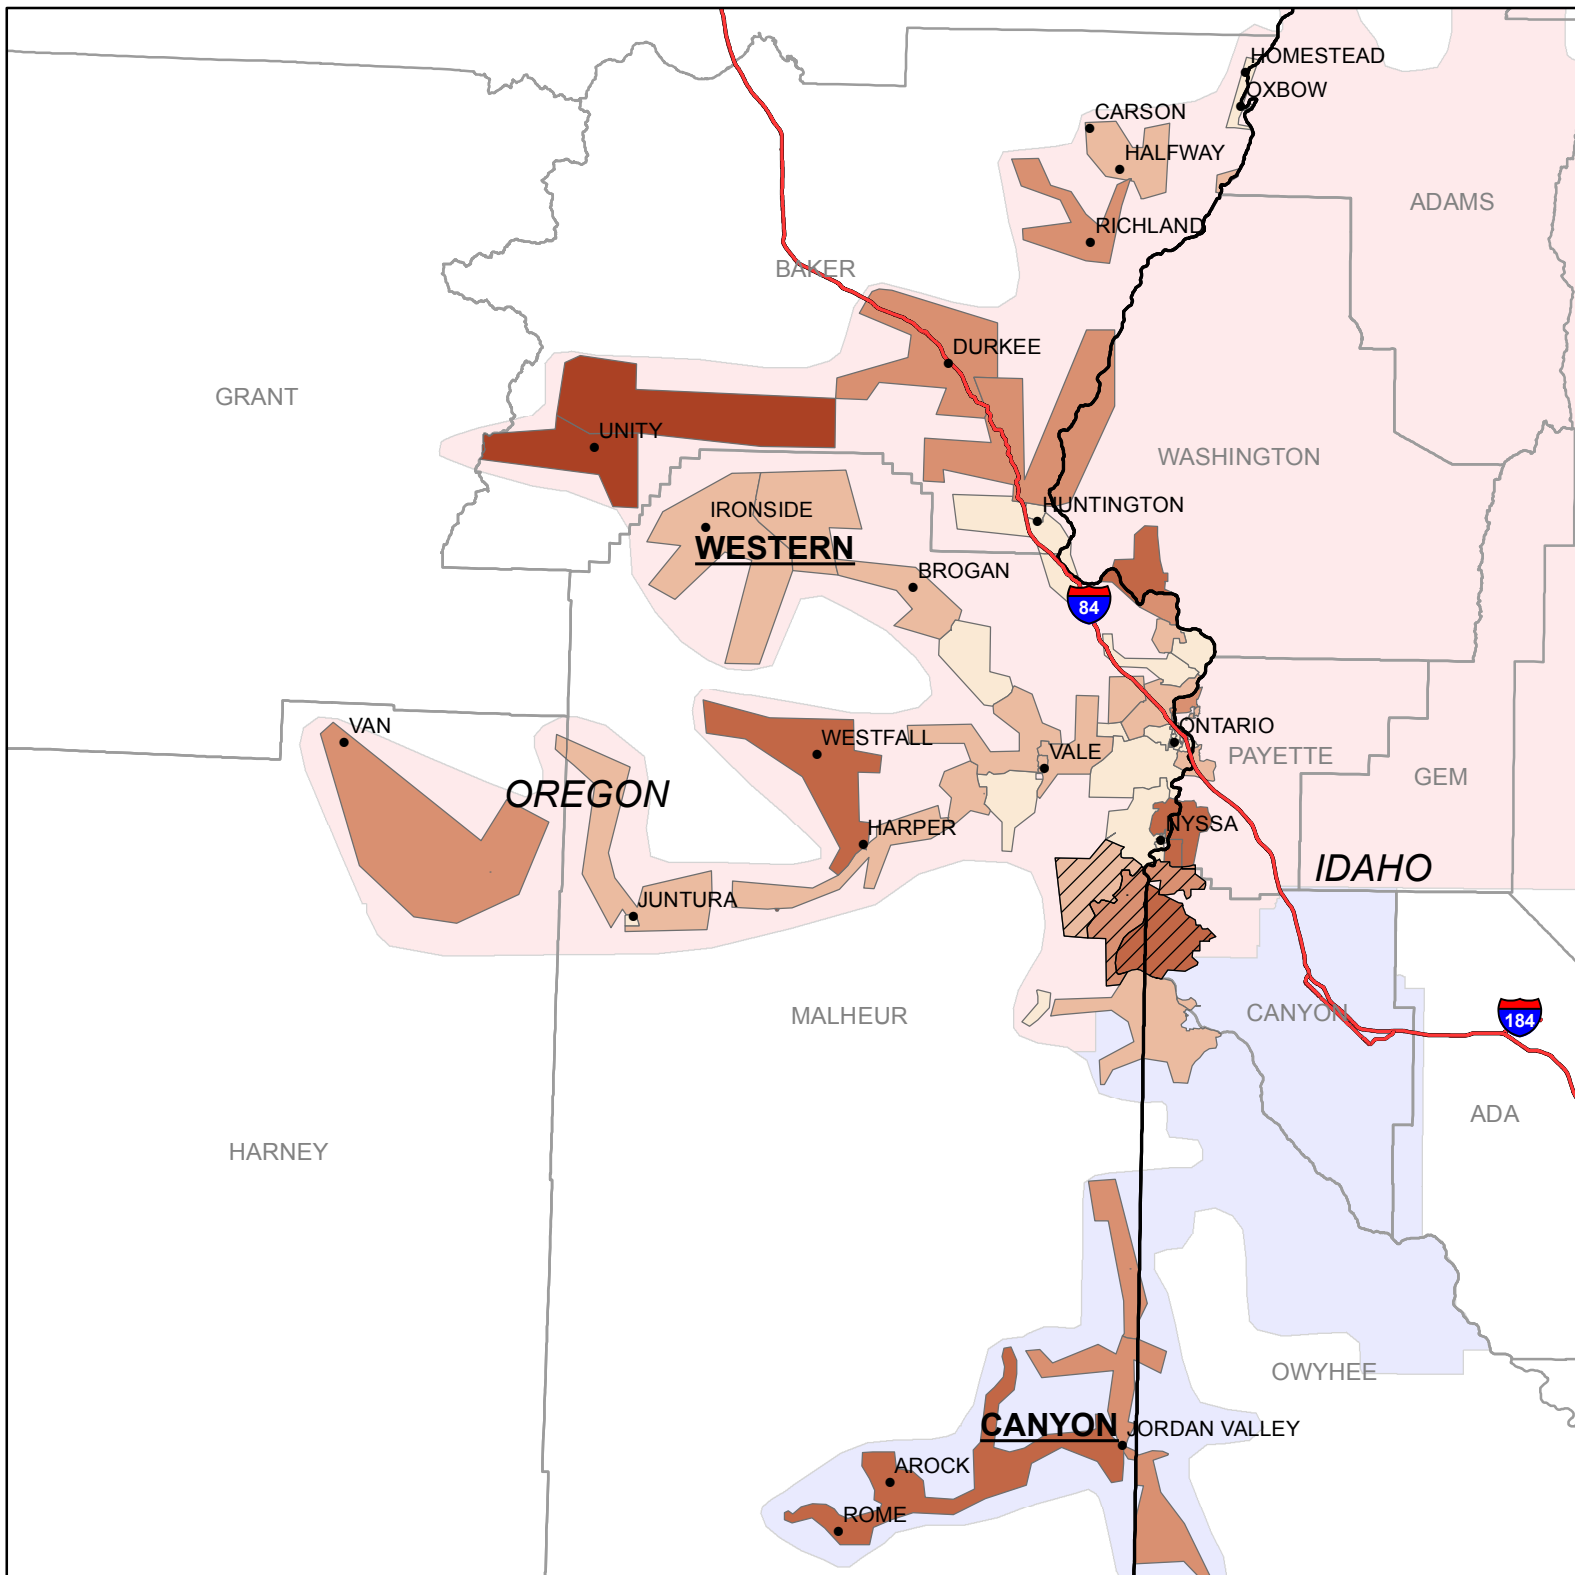 HOMESTEAD
OXBOW
CARSON
HALFWAY
ADAMS
RICHLAND
BAKER
DURKEE
GRANT
UNITY
WASHINGTON
HUNTINGTON
IRONSIDE
WESTERN
BROGAN
84
VAN
WESTFALL
ONTARIO
VALE
PAYETTE
GEM
OREGON
HARPER
NYSSA
IDAHO
JUNTURA
MALHEUR
CANYON
184
ADA
HARNEY
OWYHEE
CANYON
JORDAN VALLEY
AROCK
ROME